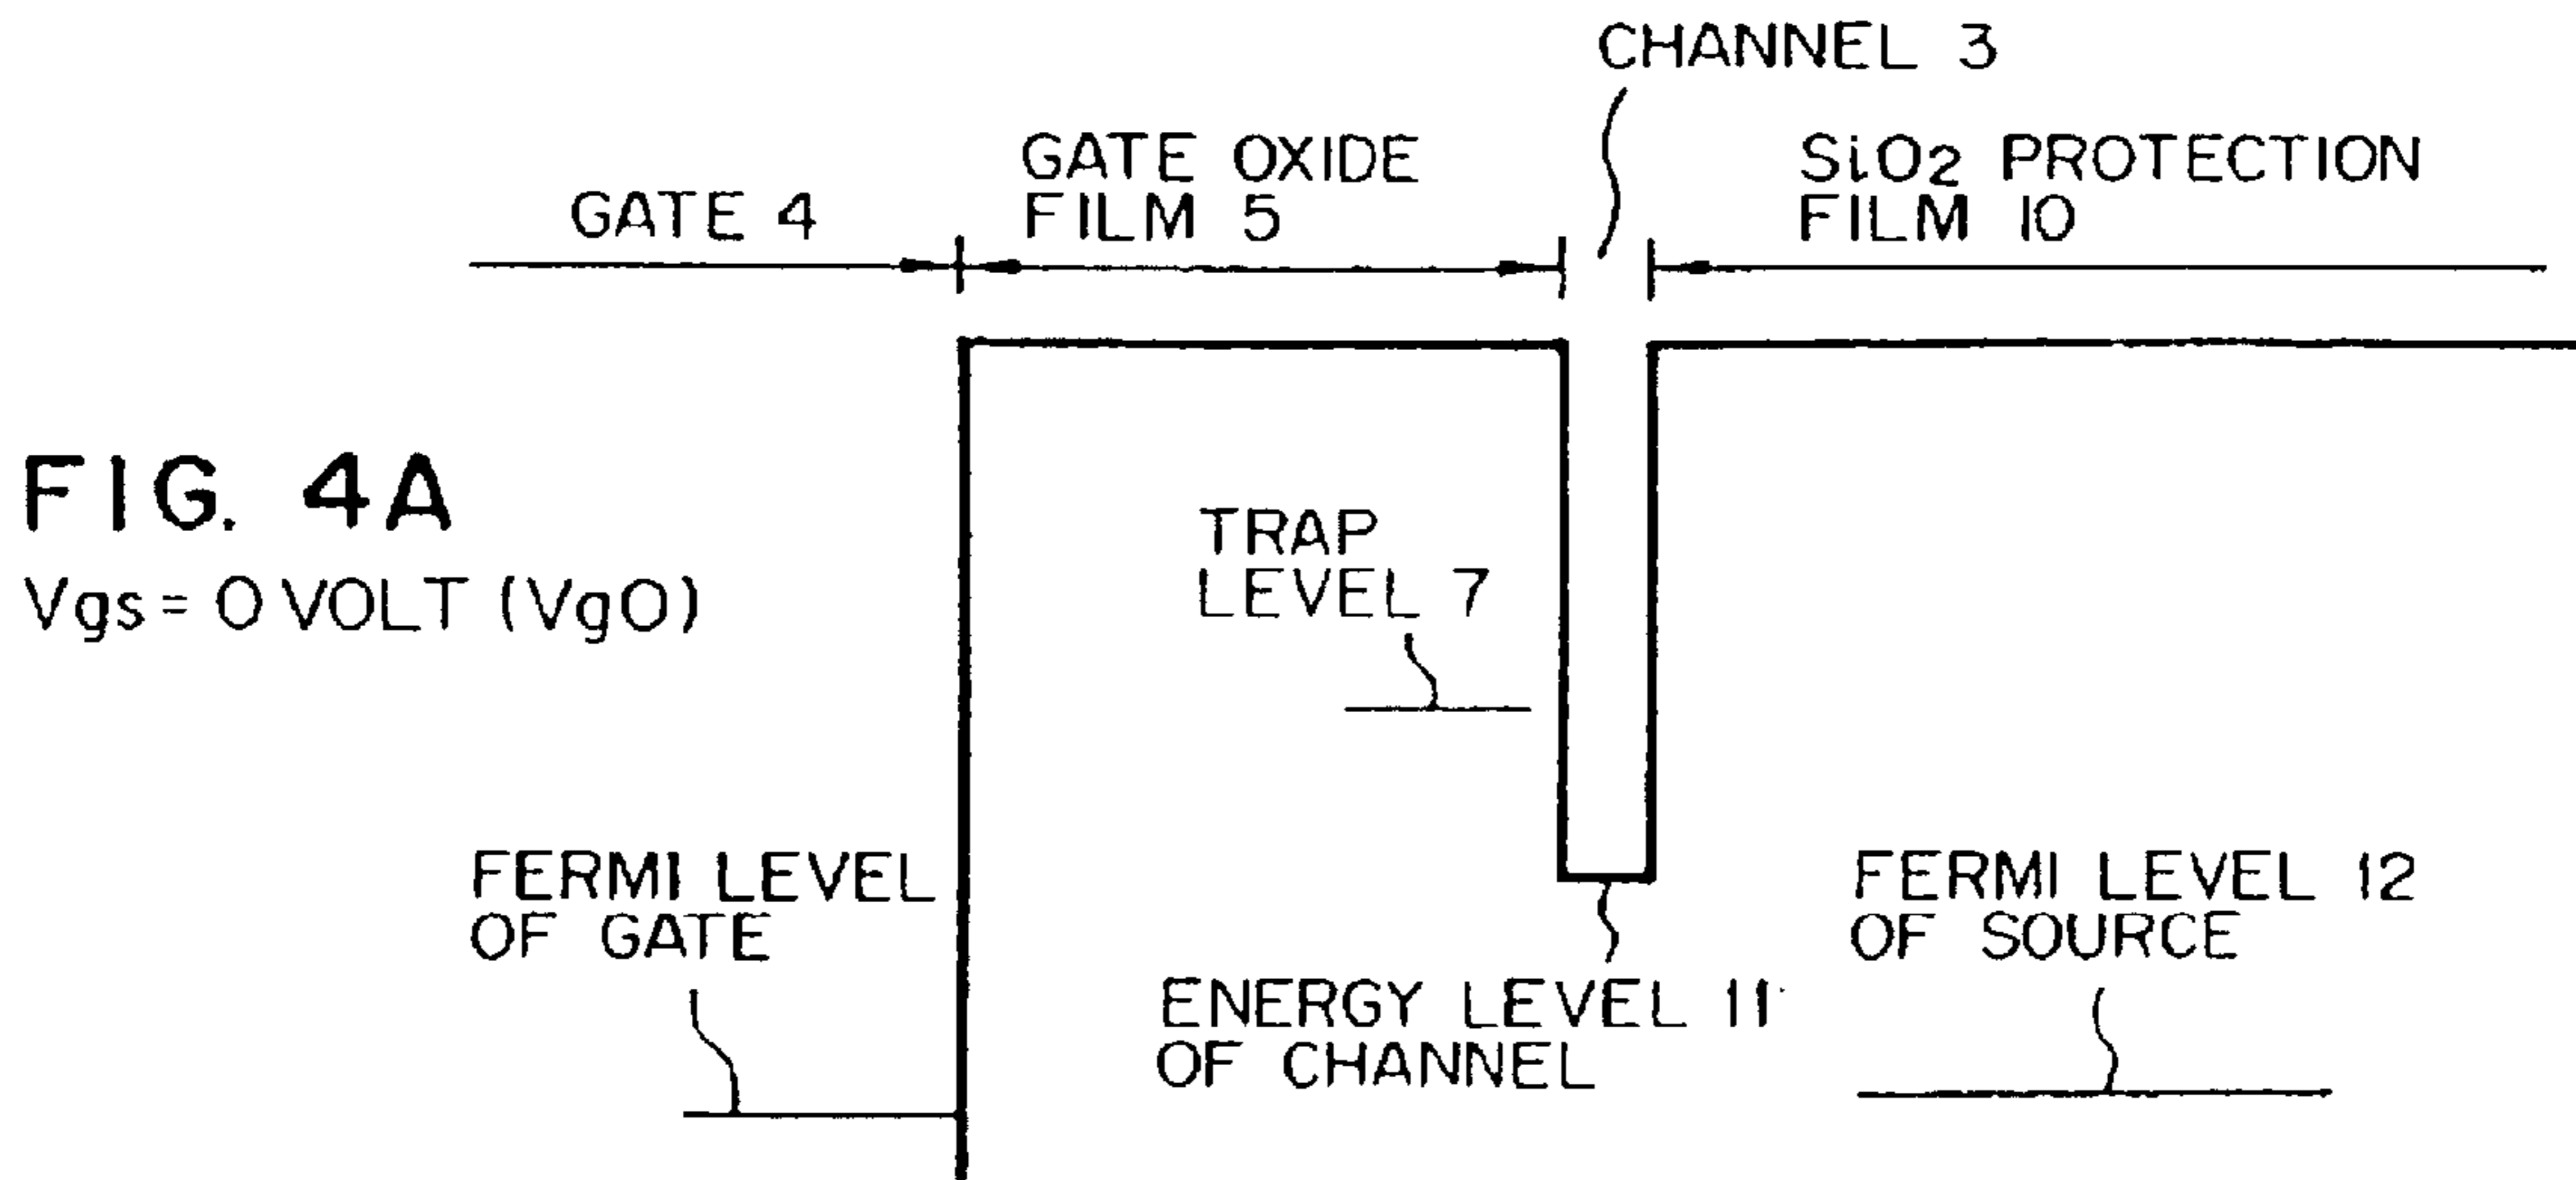 CHANNEL 3
GATE 4
GATE OXIDE
FILM 5
SiO2 PROTECTION
FILM 10
FIG. 4A
Vgs = 0 VOLT (Vg0)
TRAP
LEVEL 7
FERMI LEVEL
OF GATE
ENERGY LEVEL 11
OF CHANNEL
FERMI LEVEL 12
OF SOURCE